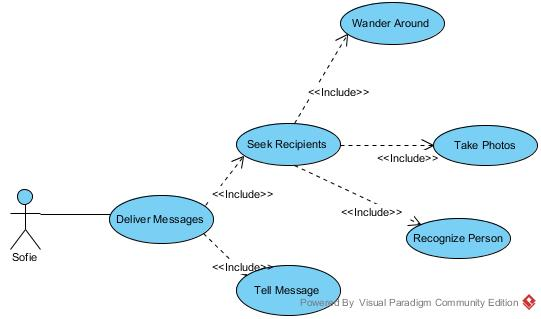 Wander Around
<<Include>>
Seek Recipients
<<Include>>
Take Photos
<<Include>>
<<Include>>
Deliver Messages
Recognize Person
Sofie
<<Include>>
Tell Message
Powered By Visual Paradigm Community Edition